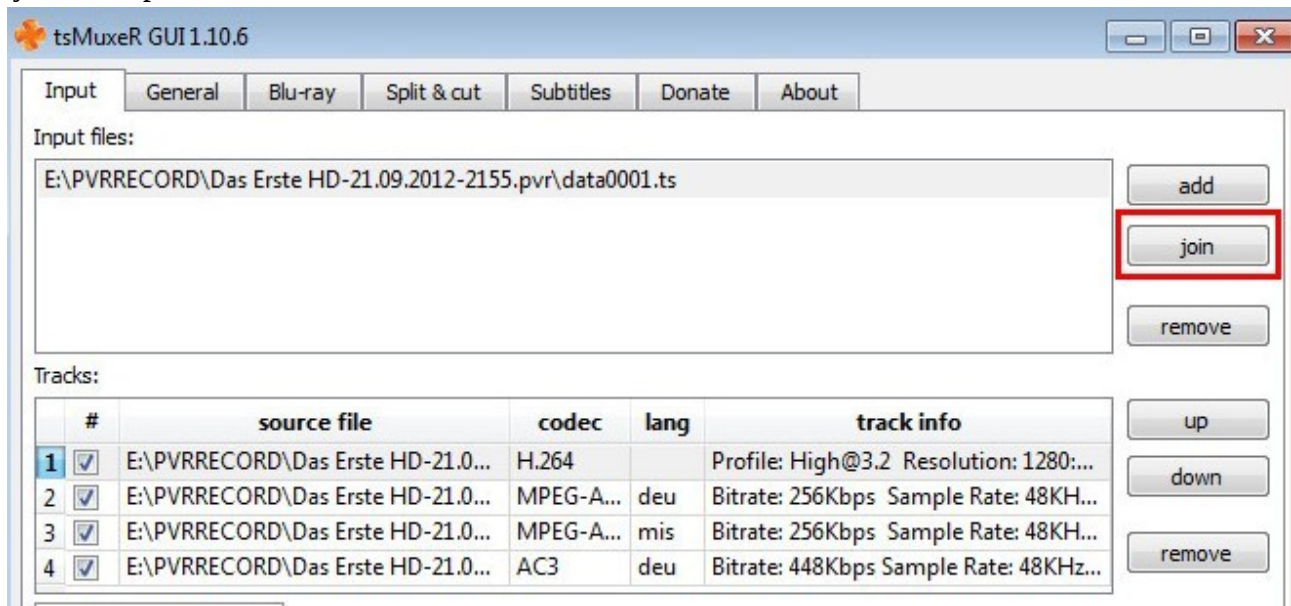 tsMuxeR GUI 1.10.6
Input General Blu-ray Split & cut Subtitles Donate About
Input files:
E:\PVRRECORD\Das Erste HD-21.09.2012-2155.pvr\data0001.ts
add
join
remove
Tracks:
# source file codec lang track info
1 E:\PVRRECORD\Das Erste HD-21.0... H.264 Profile: High@3.2 Resolution: 1280:...
2 E:\PVRRECORD\Das Erste HD-21.0... MPEG-A... deu Bitrate: 256Kbps Sample Rate: 48KH...
3 E:\PVRRECORD\Das Erste HD-21.0... MPEG-A... mis Bitrate: 256Kbps Sample Rate: 48KH...
4 E:\PVRRECORD\Das Erste HD-21.0... AC3 deu Bitrate: 448Kbps Sample Rate: 48KHz...
up
down
remove